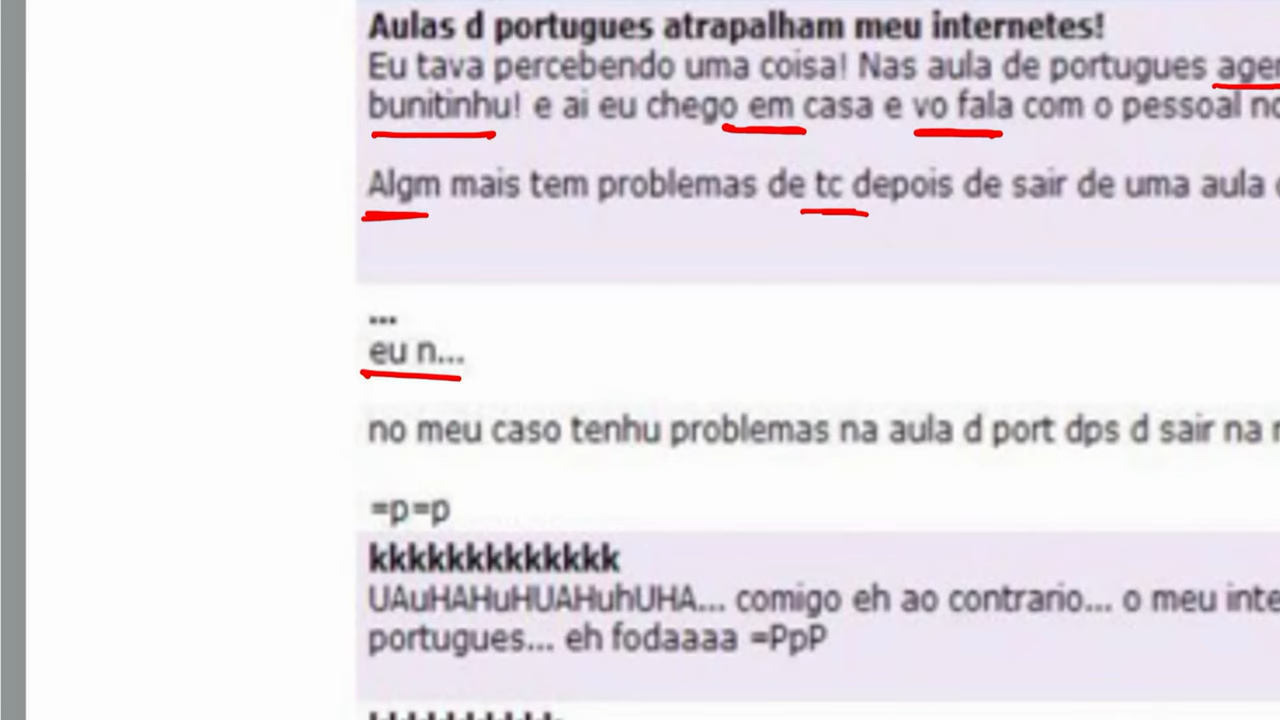 Aulas d portugues atrapalham meu internetes!
Eu tava percebendo uma coisa! Nas aula de portugues
bunitinhu! e ai eu chego em casa e vo fala com o pessoal
Algm mais tem problemas de tc depois de sair de uma aula
...
eu n...
no meu caso tenhu problemas na aula d port dps d sair na
=p=p
kkkkkkkkkkkkk
UAuHAHuHUAHuhUHA... comigo eh ao contrario... o meu
portugues... eh fodaaaa =PpP